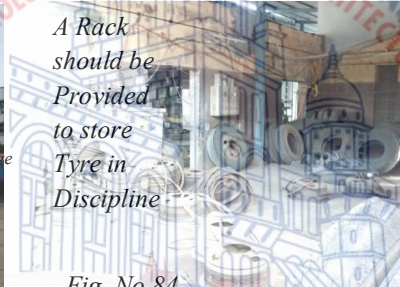 A Rack
should be
Provided
to store
Tyre in
Discipline
Fig. No 84